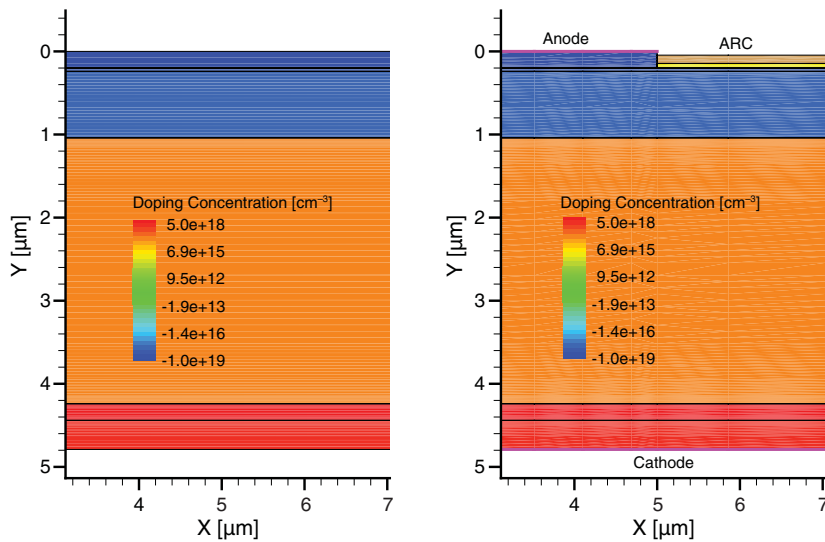 0
1
2
3
4
5
Y [µm]
Doping Concentration [cm⁻³]
5.0e+18
6.9e+15
9.5e+12
-1.9e+13
-1.4e+16
-1.0e+19
4
5
6
7
X [µm]
Anode
ARC
0
1
2
3
4
5
Y [µm]
Doping Concentration [cm⁻³]
5.0e+18
6.9e+15
9.5e+12
-1.9e+13
-1.4e+16
-1.0e+19
Cathode
4
5
6
7
X [µm]